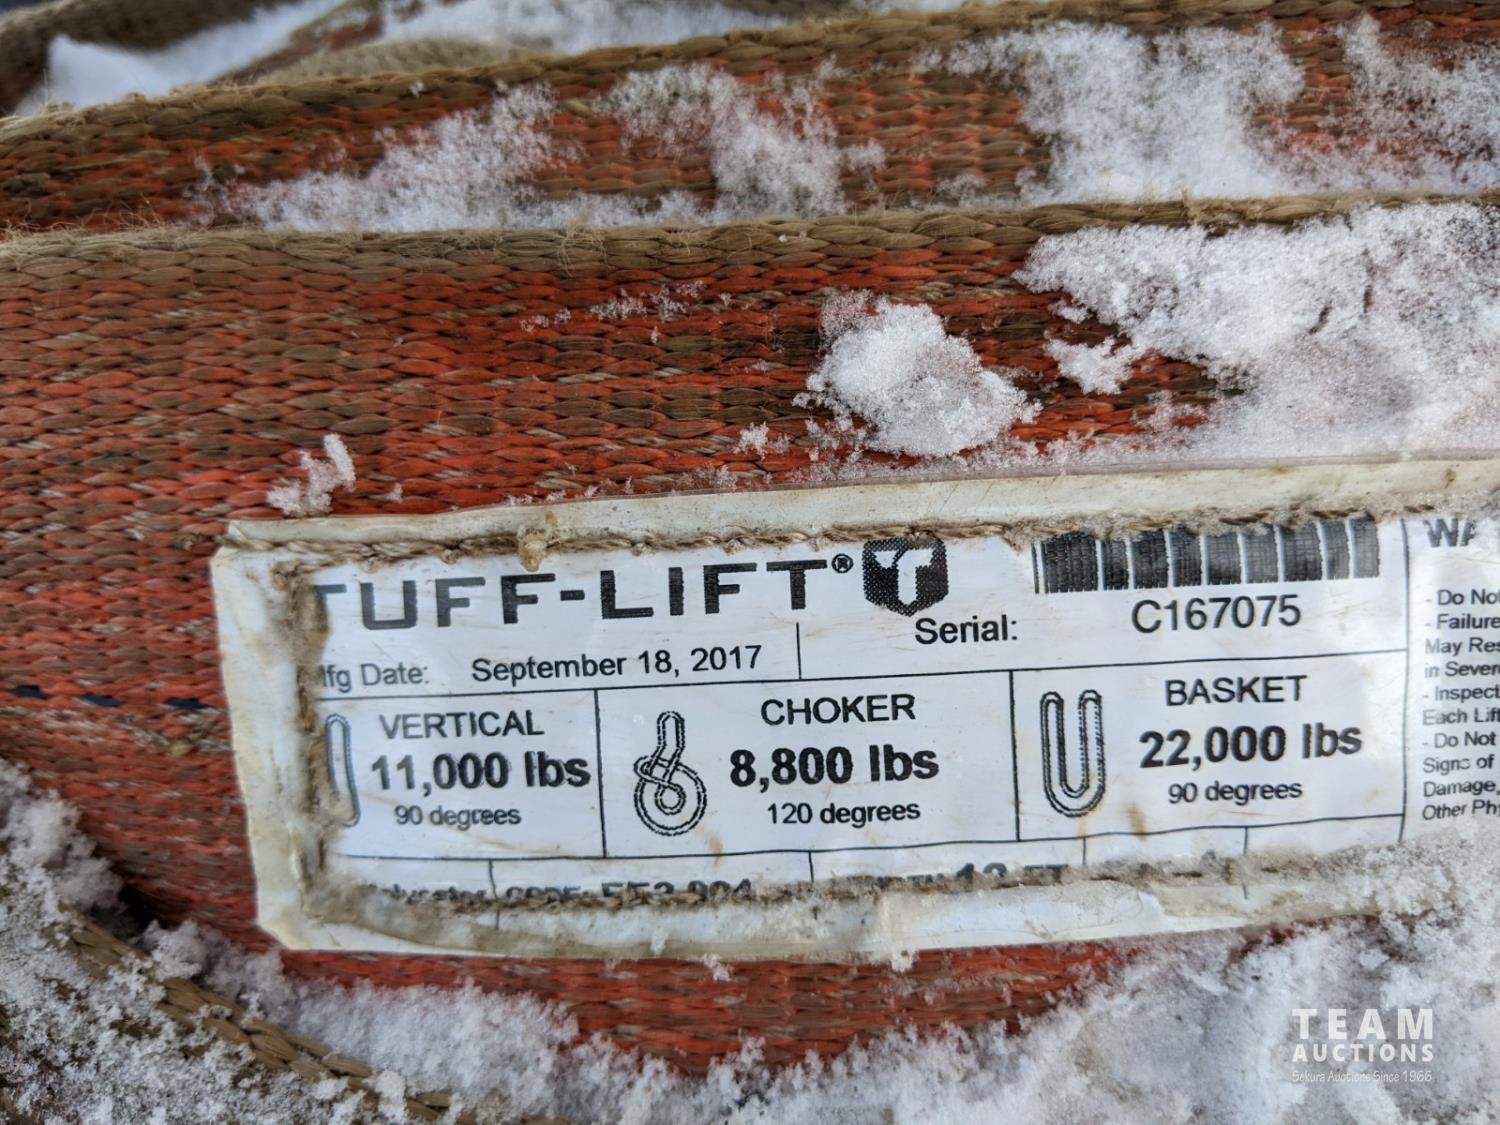 TUFF-LIFT®
Serial:
C167075
Mfg Date: September 18, 2017
VERTICAL
11,000 lbs
90 degrees
CHOKER
8,800 lbs
120 degrees
BASKET
22,000 lbs
90 degrees
WA
- Do Not
- Failure
May Res
in Sever
- Inspect
Each Lift
- Do Not
Signs of
Damage,
Other Ph
TEAM
AUCTIONS
Sekura Auctions Since 1966